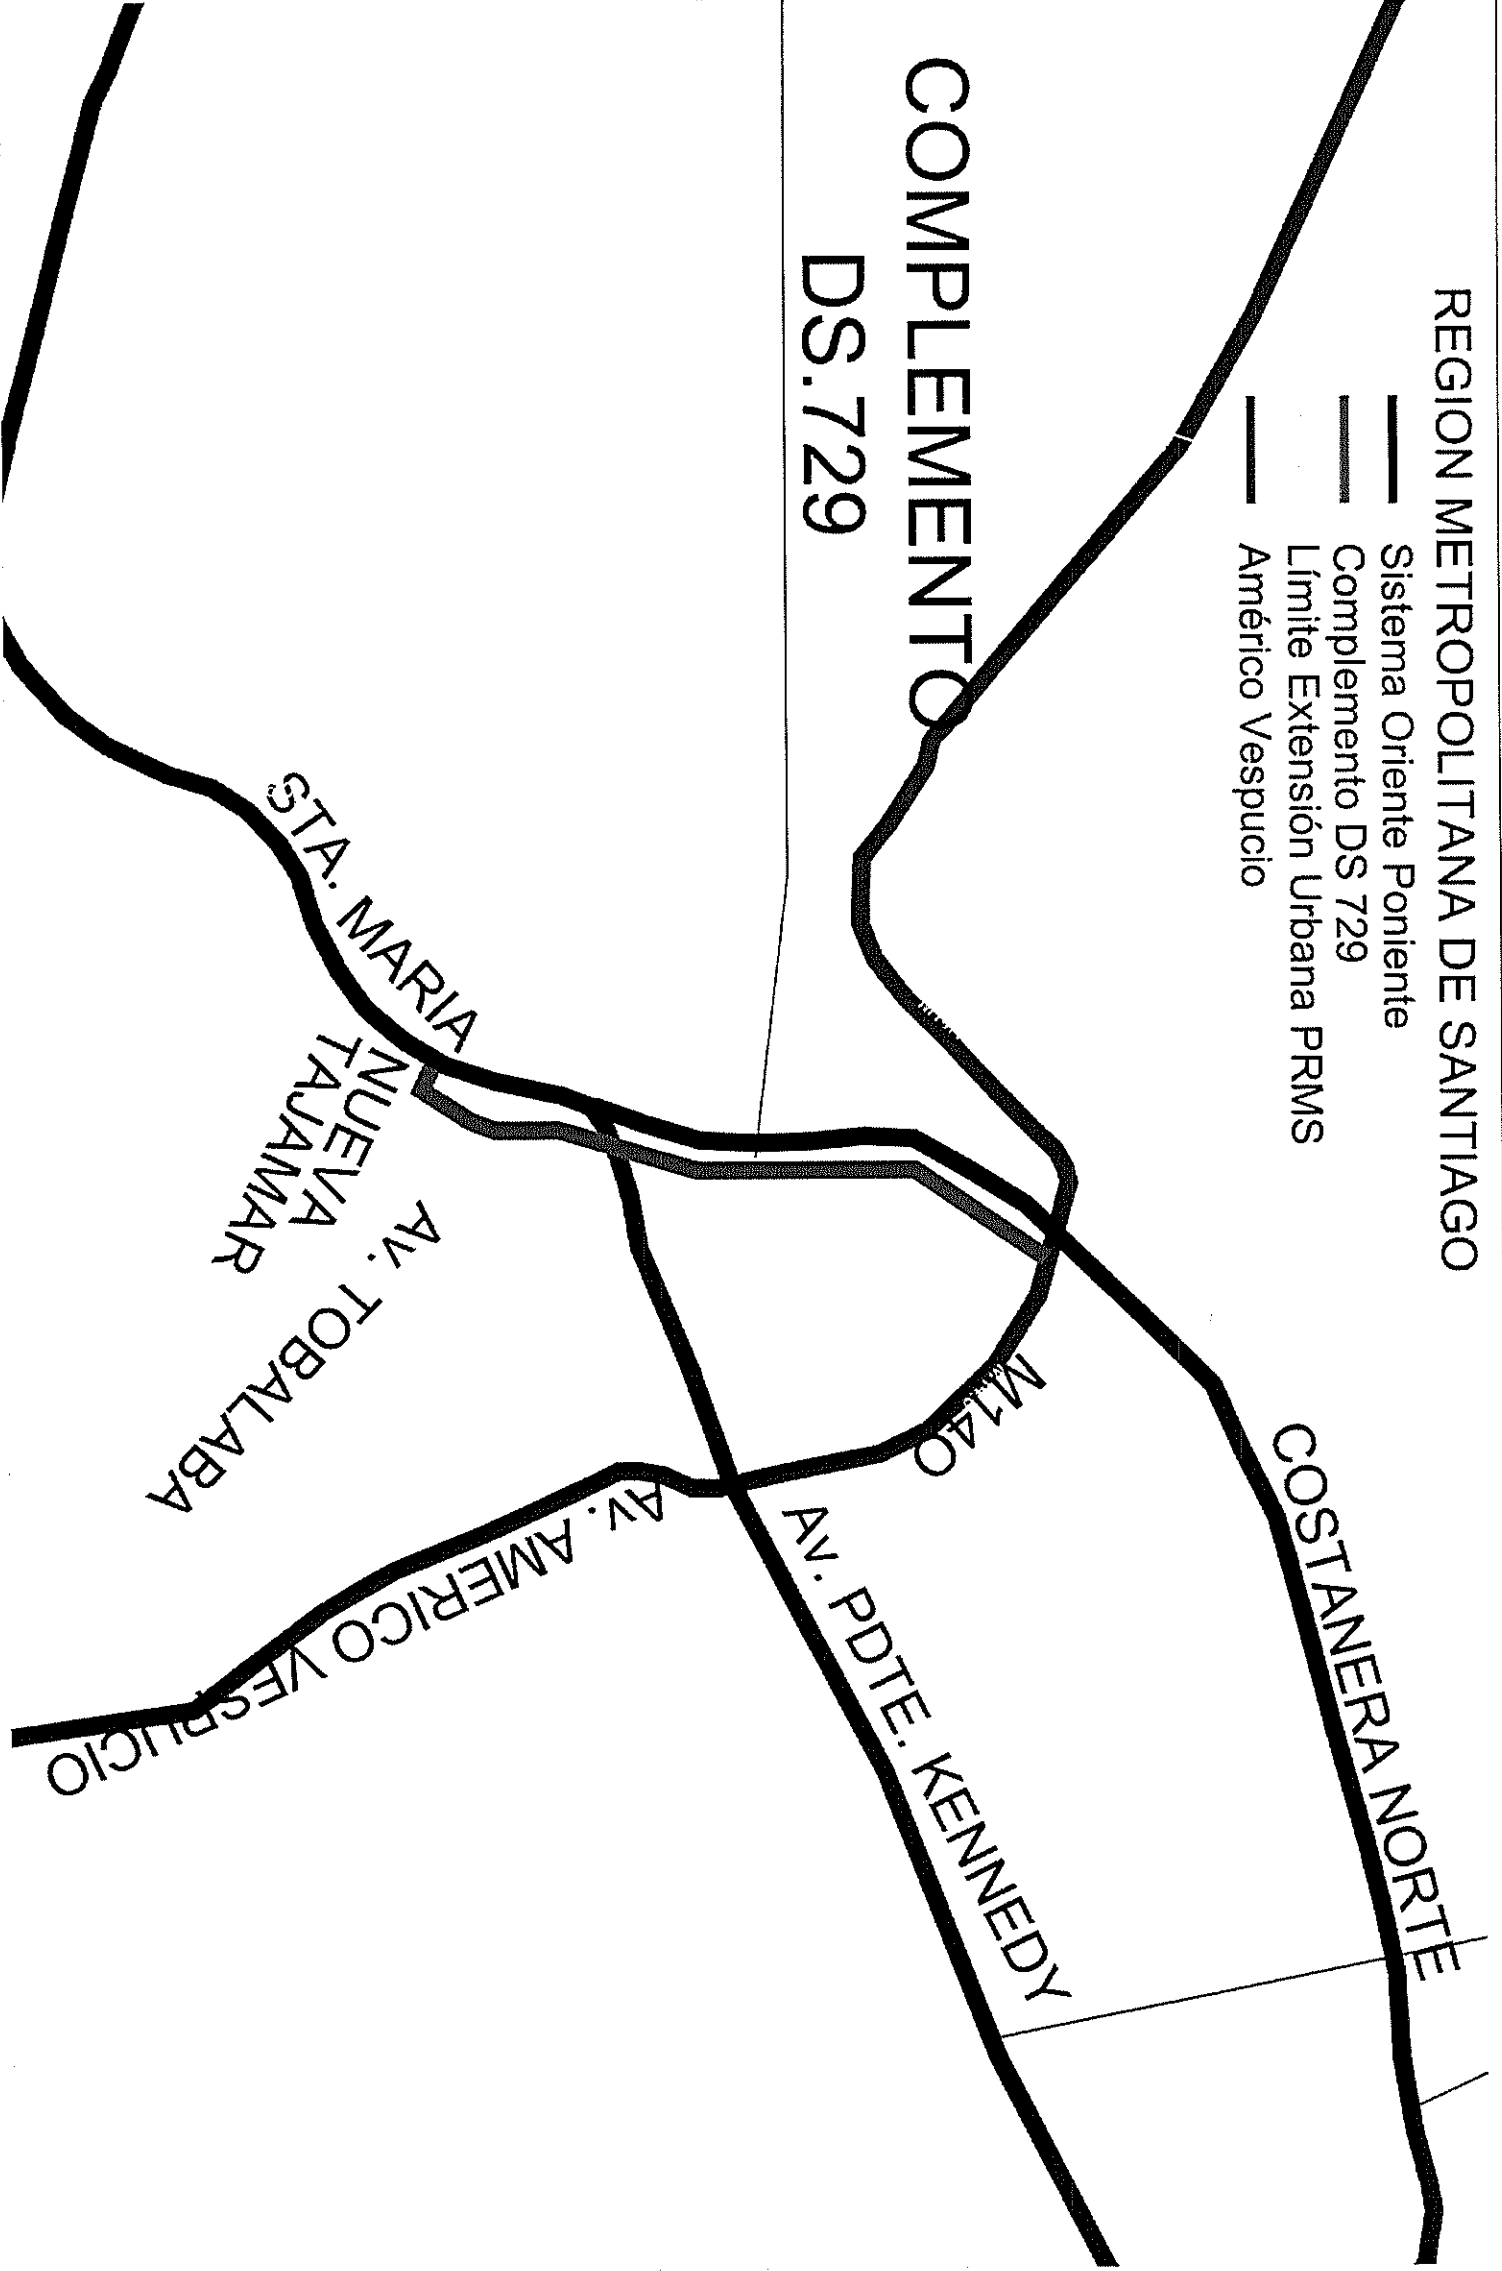 REGION METROPOLITANA DE SANTIAGO
Sistema Oriente Poniente
Complemento DS 729
Límite Extensión Urbana PRMS
Américo Vespucio
COMPLEMENTO
DS.729
COSTANERA NORTE
M14O
AV. PDTE. KENNEDY
STA. MARIA
NUEVA
TAJAMAR
AV. TOBALABA
AV. AMERICO VESPUCIO